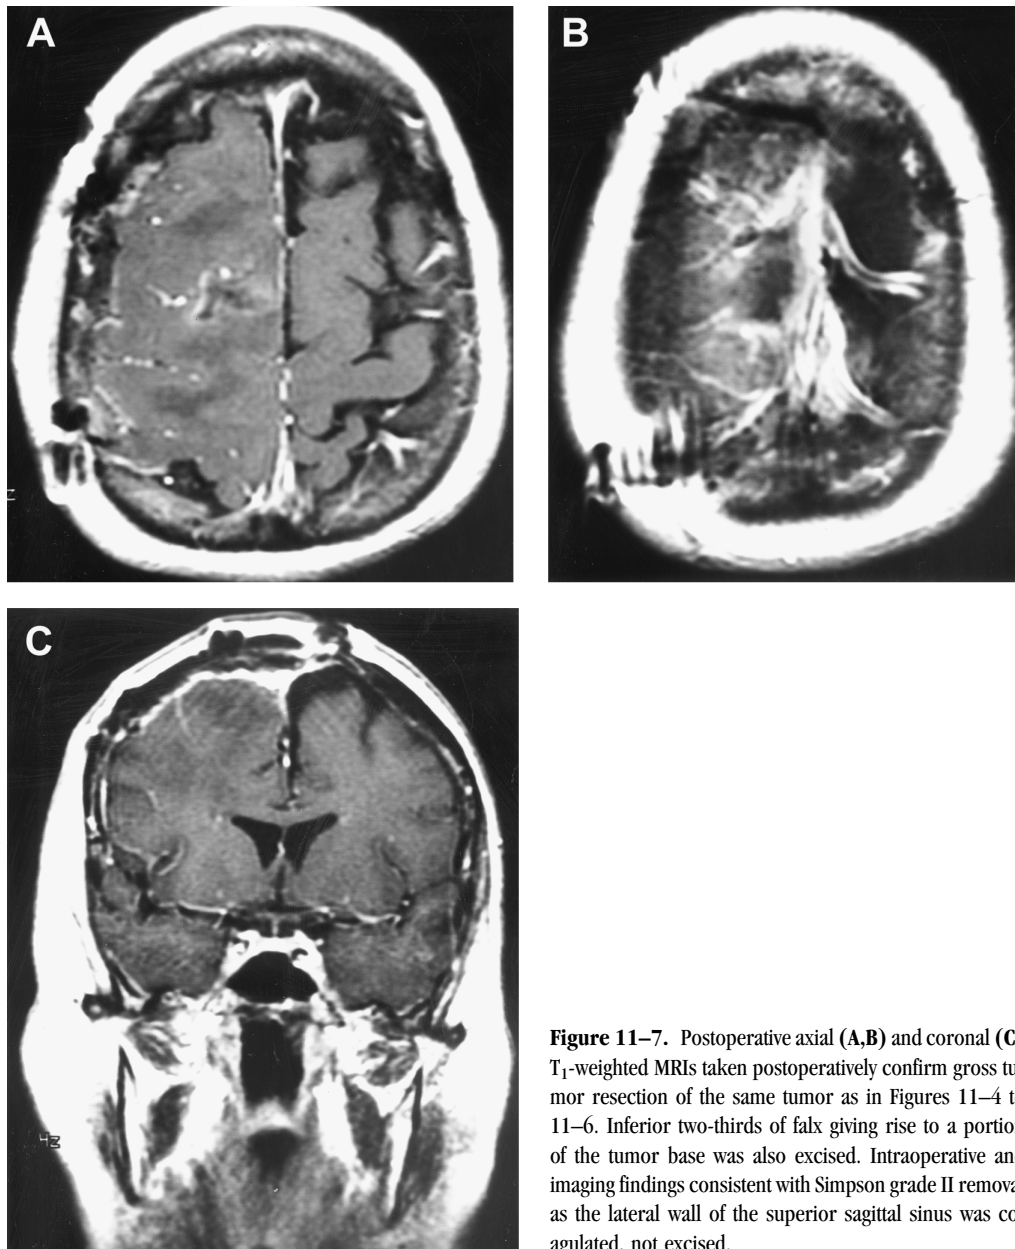 A
B
C
Figure 11–7. Postoperative axial (A,B) and coronal (C
T1-weighted MRIs taken postoperatively confirm gross tu
mor resection of the same tumor as in Figures 11–4 t
11–6. Inferior two-thirds of falx giving rise to a portion
of the tumor base was also excised. Intraoperative an
imaging findings consistent with Simpson grade II remova
as the lateral wall of the superior sagittal sinus was co
agulated, not excised.